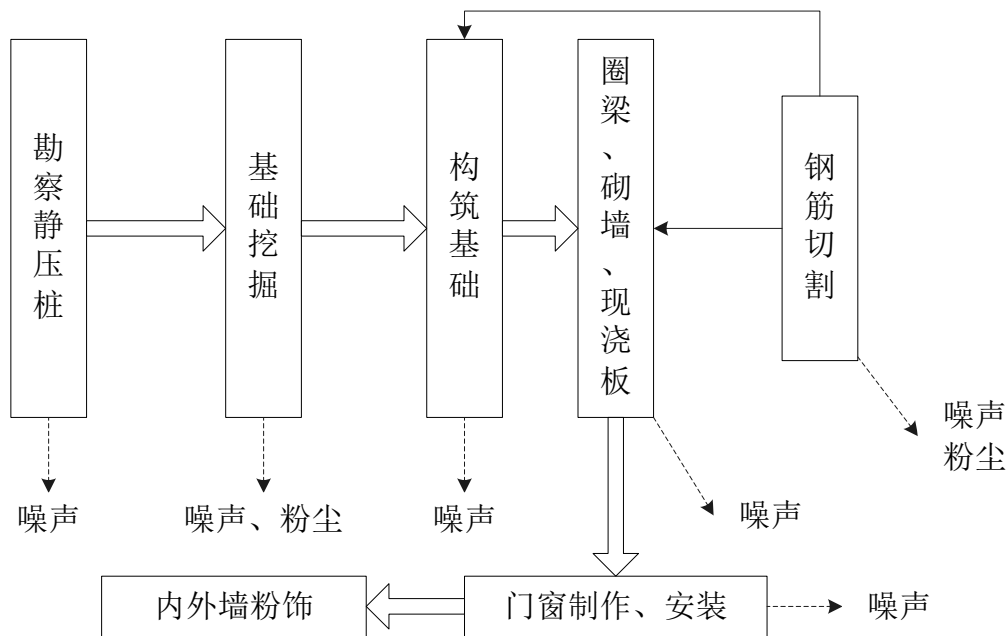 勘察静压桩
基础挖掘
构筑基础
圈梁、砌墙、现浇板
钢筋切割
噪声
噪声、粉尘
噪声
噪声
噪声
粉尘
内外墙粉饰
门窗制作、安装
噪声